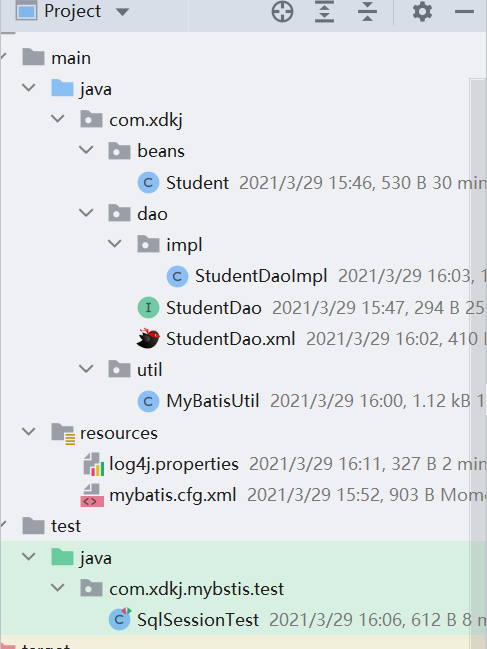 Project
main
java
com.xdkj
beans
Student 2021/3/29 15:46, 530 B 30 min
dao
impl
StudentDaoImpl 2021/3/29 16:03, 1
StudentDao 2021/3/29 15:47, 294 B 25
StudentDao.xml 2021/3/29 16:02, 410
util
MyBatisUtil 2021/3/29 16:00, 1.12 kB 1
resources
log4j.properties 2021/3/29 16:11, 327 B 2 min
mybatis.cfg.xml 2021/3/29 15:52, 903 B Mome
test
java
com.xdkj.mybstis.test
SqlSessionTest 2021/3/29 16:06, 612 B 8 m